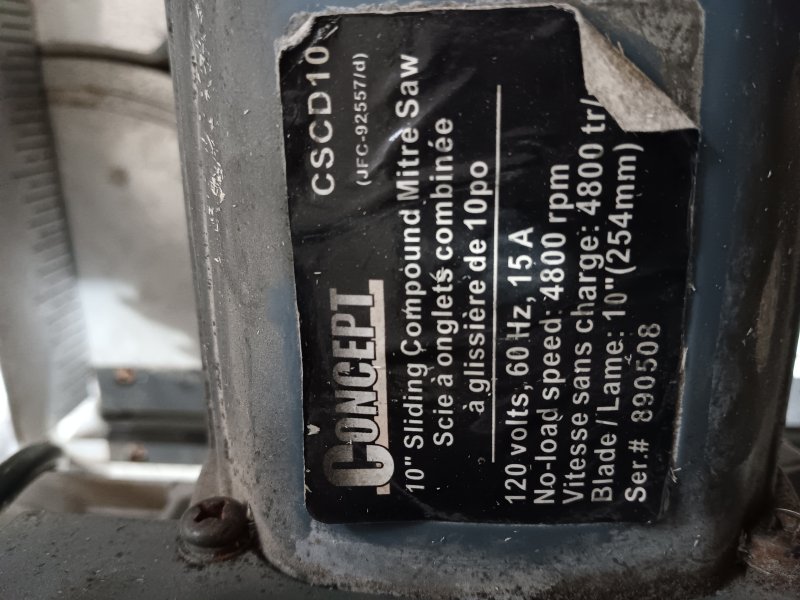 CONCEPT CSCD10
(JFC-92557/d)
10" Sliding Compound Mitre Saw
Scie à onglets combinée
à glissière de 10po
120 volts, 60 Hz, 15 A
No-load speed: 4800 rpm
Vitesse sans charge: 4800 tr/
Blade / Lame: 10"(254mm)
Ser.# 890508